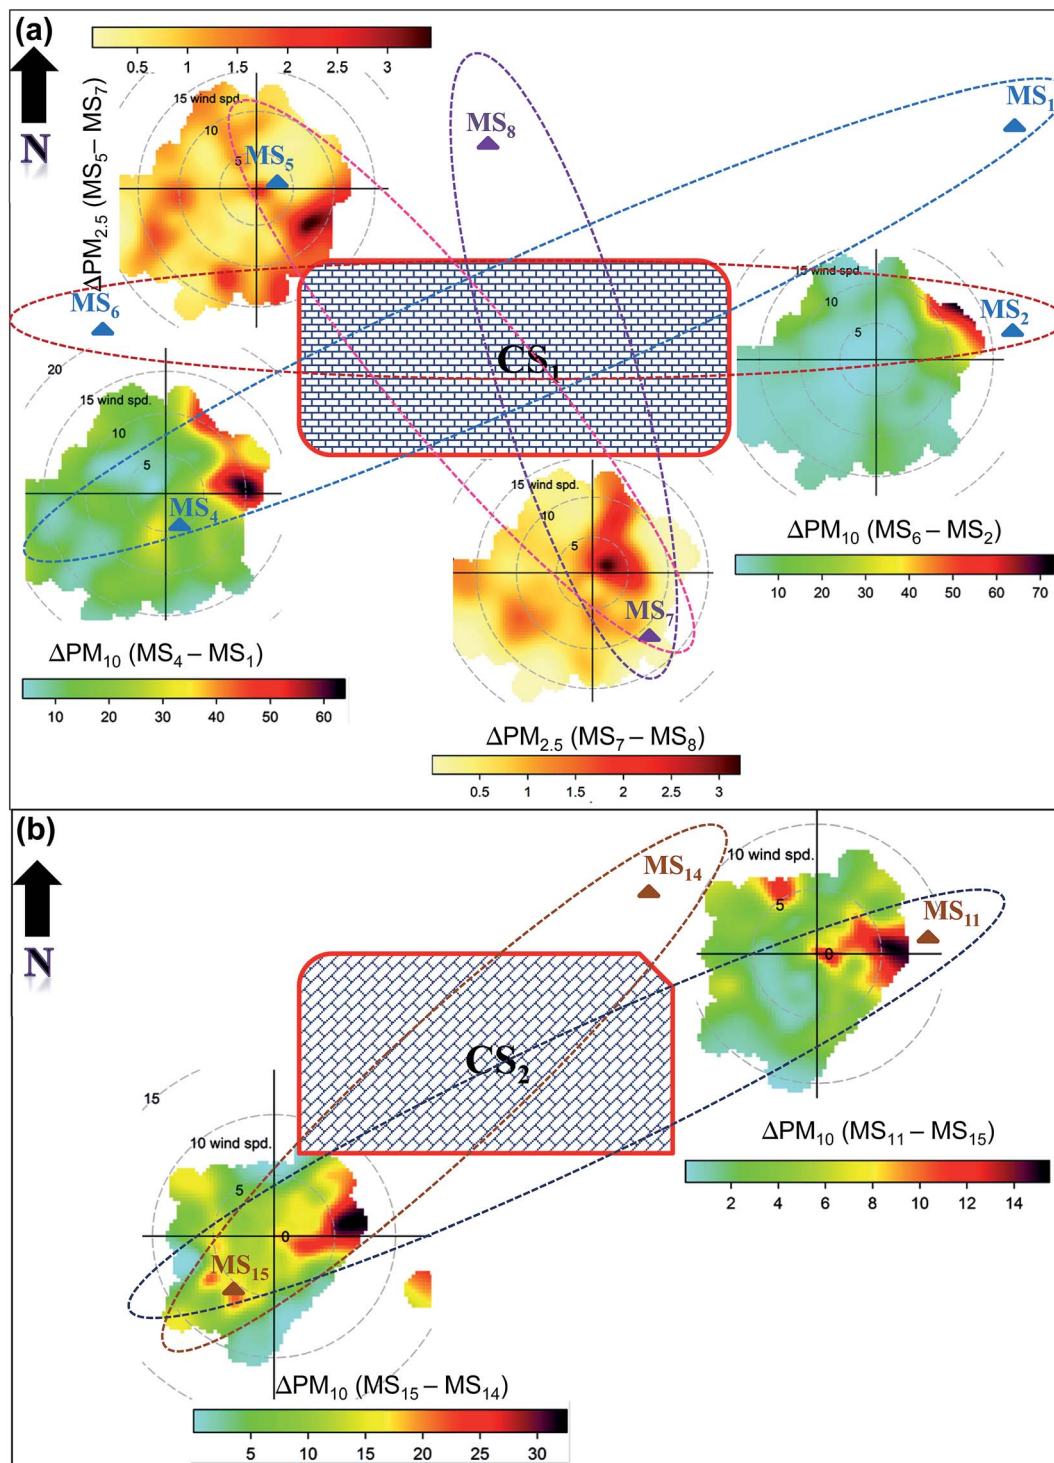 (a)
N
0.5 1 1.5 2 2.5 3
ΔPM2.5 (MS5 – MS7)
15 wind spd.
10
5
MS5
MS8
MS1
MS6
CS1
15 wind spd.
10
5
MS2
20
15 wind spd.
10
5
MS4
15 wind spd.
10
5
MS7
ΔPM10 (MS6 – MS2)
10 20 30 40 50 60 70
ΔPM10 (MS4 – MS1)
10 20 30 40 50 60
ΔPM2.5 (MS7 – MS8)
0.5 1 1.5 2 2.5 3
(b)
N
MS14
10 wind spd.
5
0
MS11
CS2
ΔPM10 (MS11 – MS15)
2 4 6 8 10 12 14
15
10 wind spd.
5
0
MS15
ΔPM10 (MS15 – MS14)
5 10 15 20 25 30